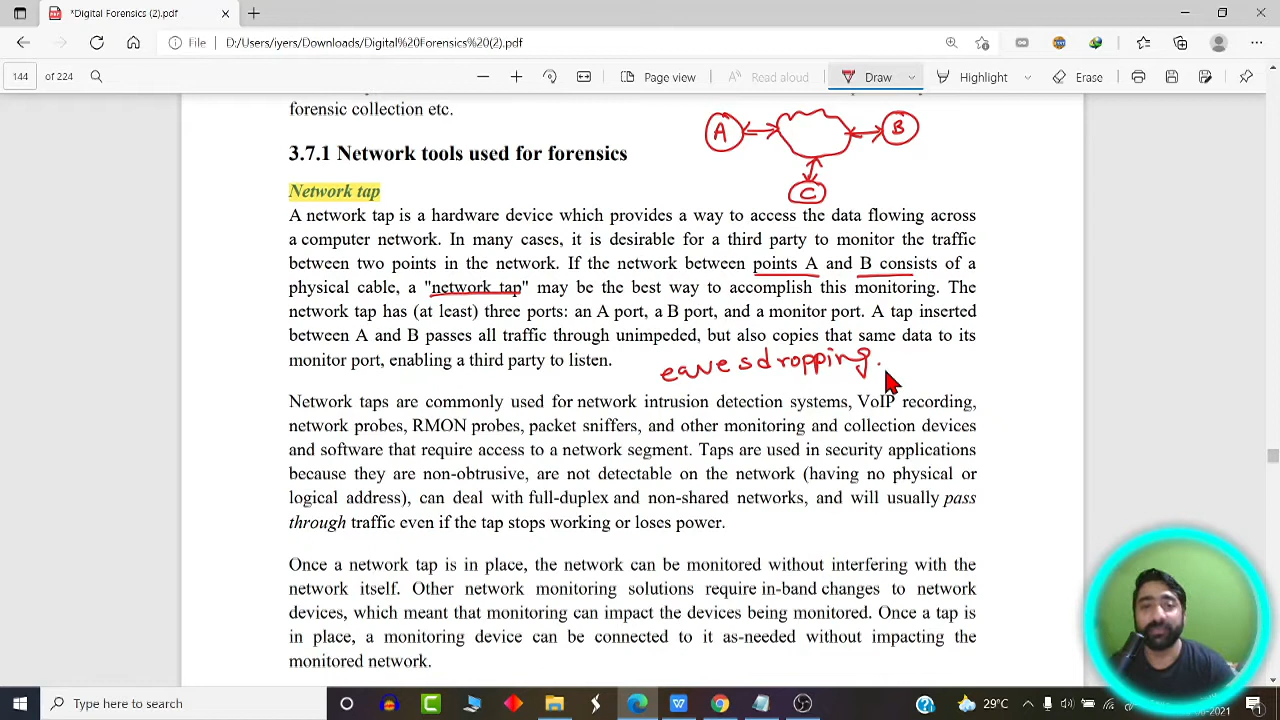 *Digital Forensics (2).pdf
File D:/Users/iyers/Downloads/Digital%20Forensics%20(2).pdf
144 of 224 Page view Read aloud Draw Highlight Erase
forensic collection etc.
A B
3.7.1 Network tools used for forensics
C
Network tap
A network tap is a hardware device which provides a way to access the data flowing across
a computer network. In many cases, it is desirable for a third party to monitor the traffic
between two points in the network. If the network between points A and B consists of a
physical cable, a "network tap" may be the best way to accomplish this monitoring. The
network tap has (at least) three ports: an A port, a B port, and a monitor port. A tap inserted
between A and B passes all traffic through unimpeded, but also copies that same data to its
monitor port, enabling a third party to listen.
eavesdropping.
Network taps are commonly used for network intrusion detection systems, VoIP recording,
network probes, RMON probes, packet sniffers, and other monitoring and collection devices
and software that require access to a network segment. Taps are used in security applications
because they are non-obtrusive, are not detectable on the network (having no physical or
logical address), can deal with full-duplex and non-shared networks, and will usually pass
through traffic even if the tap stops working or loses power.
Once a network tap is in place, the network can be monitored without interfering with the
network itself. Other network monitoring solutions require in-band changes to network
devices, which meant that monitoring can impact the devices being monitored. Once a tap is
in place, a monitoring device can be connected to it as-needed without impacting the
monitored network.
Type here to search 29°C